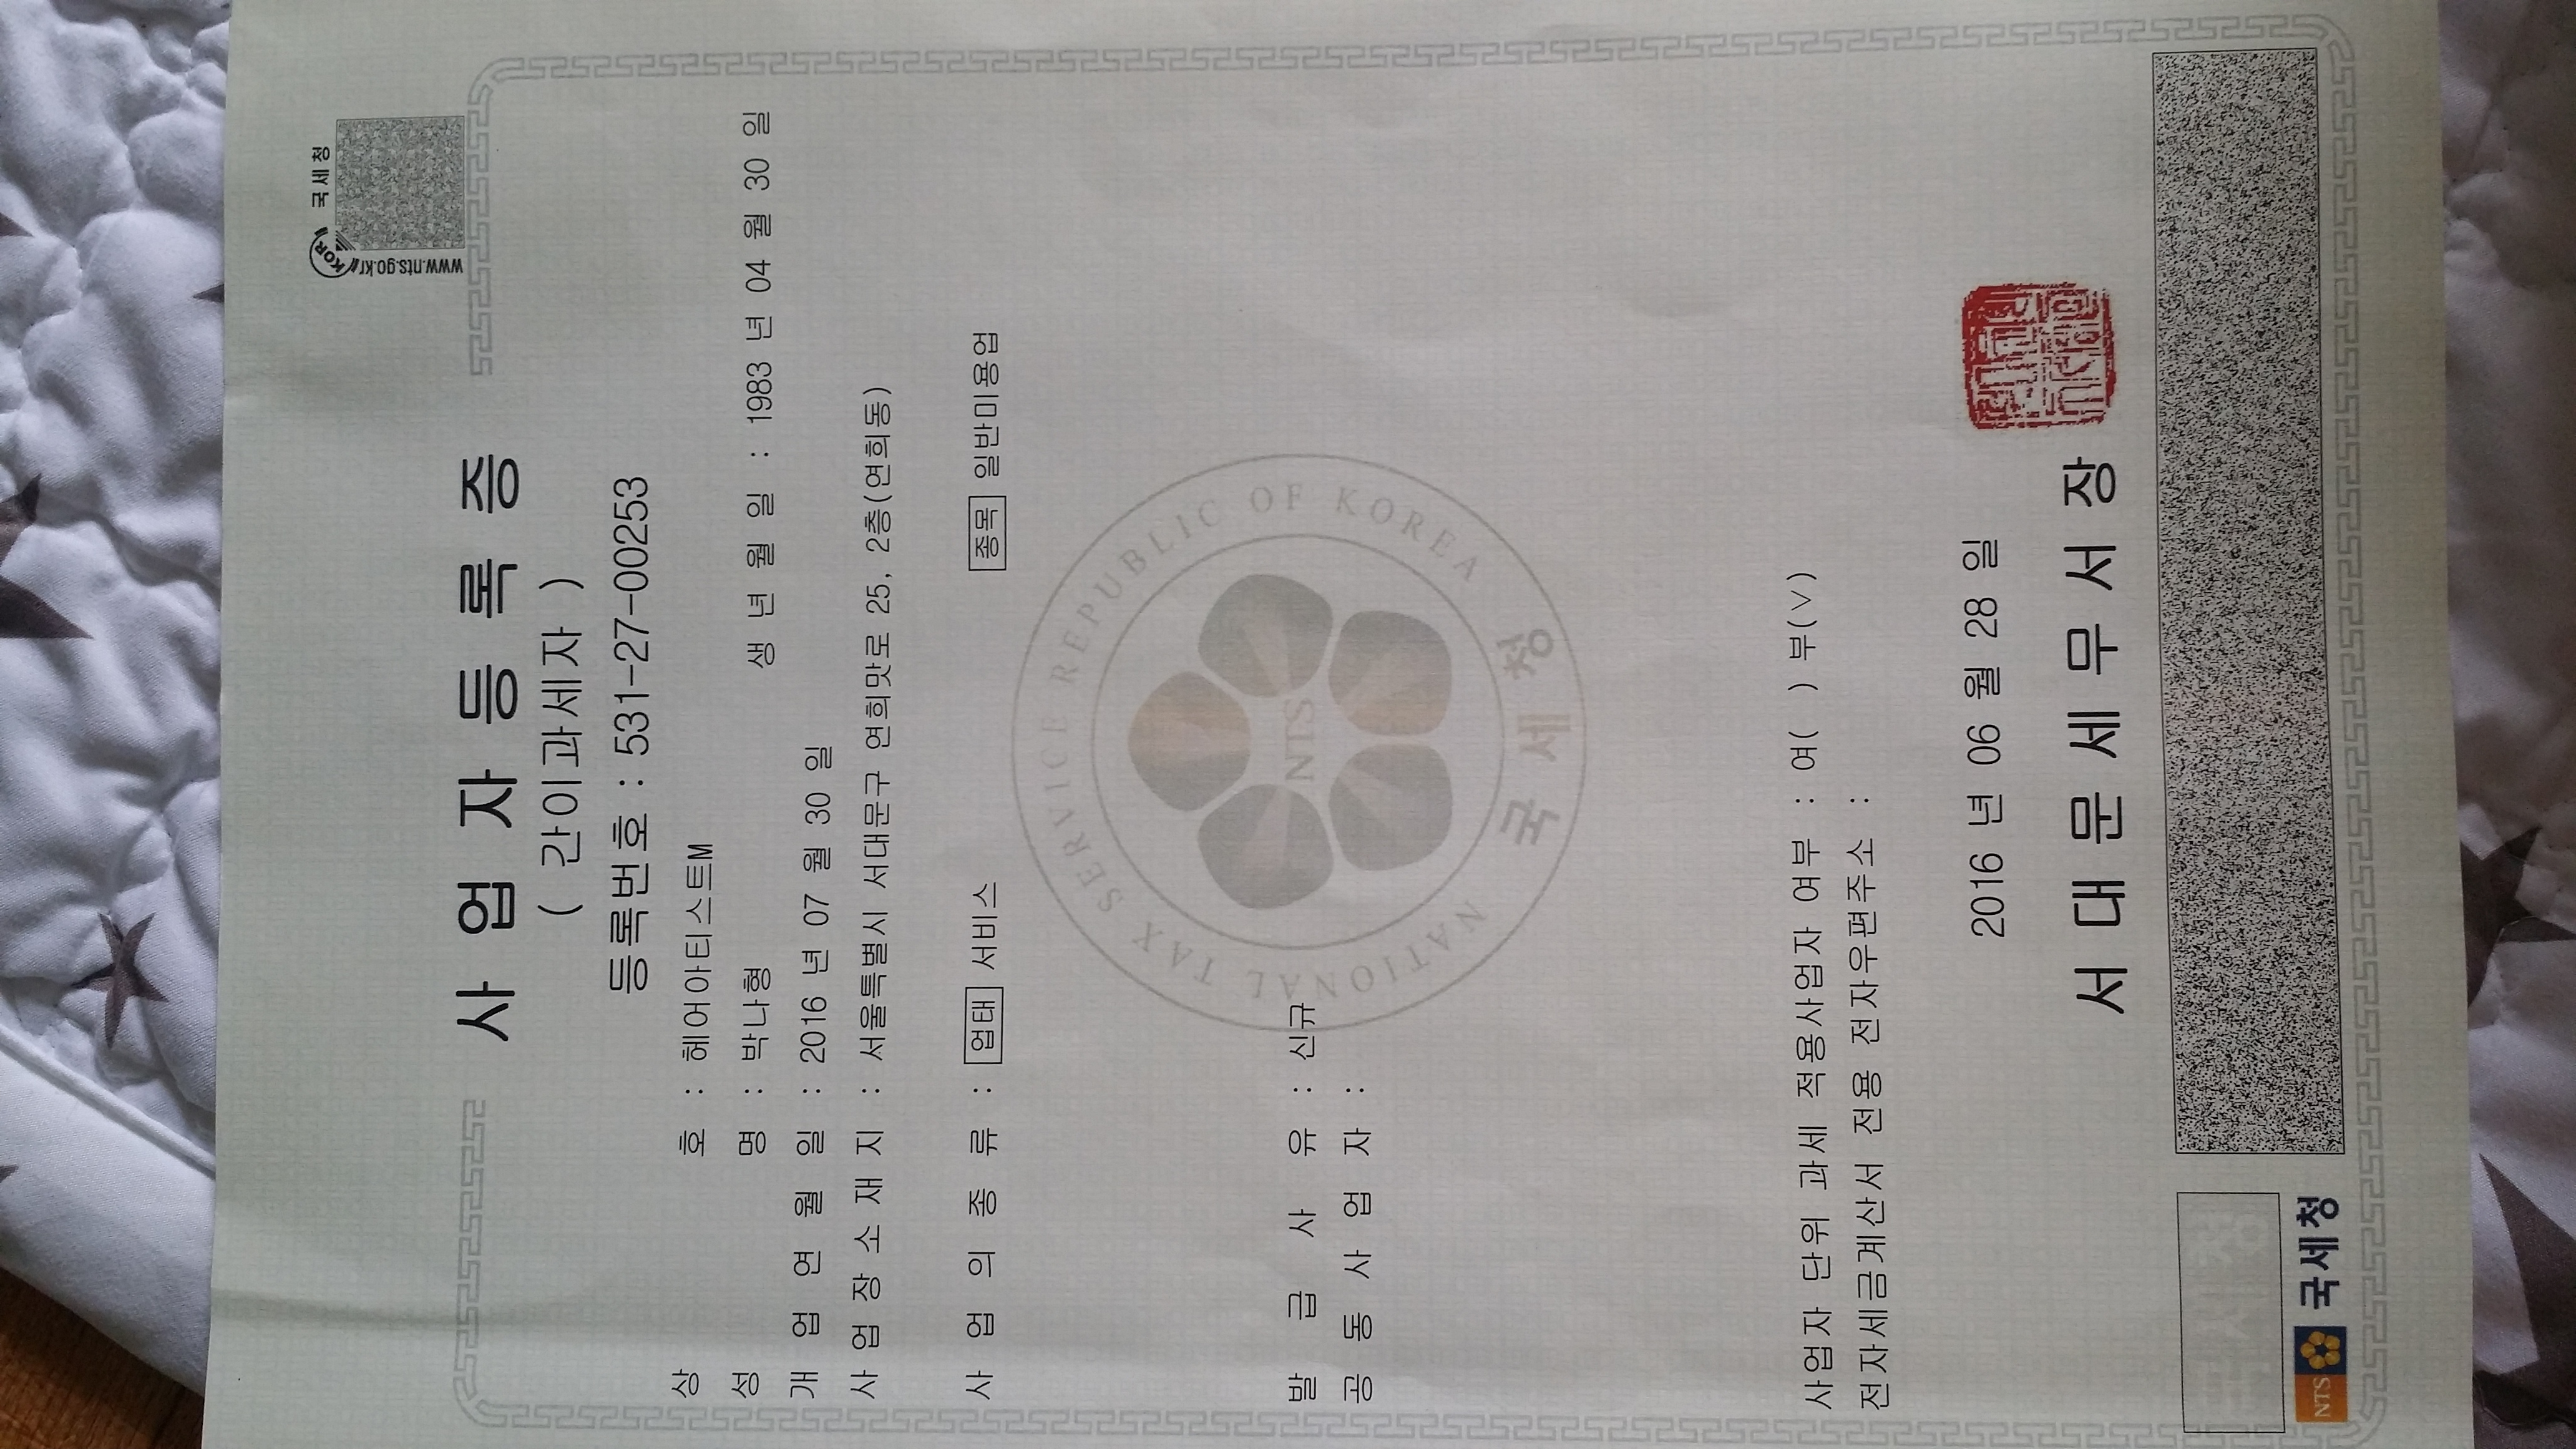 국세청
KOR
www.nts.go.kr
사 업 자 등 록 증
( 간이과세자 )
등록번호 : 531-27-00253
상 호 : 헤어아티스트M
성 명 : 박나형 생 년 월 일 : 1983 년 04 월 30 일
개 업 연 월 일 : 2016 년 07 월 30 일
사 업 장 소 재 지 : 서울특별시 서대문구 연희맛로 25, 2층(연희동)
사 업 의 종 류 : 업태 서비스 종목 일반미용업
NATIONAL TAX SERVICE REPUBLIC OF KOREA
NTS
국세청
발 급 사 유 : 신규
공 동 사 업 자 :
사업자 단위 과세 적용사업자 여부 : 여( ) 부(∨)
전자세금계산서 전용 전자우편주소 :
2016 년 06 월 28 일
서 대 문 세 무 서 장
NTS 국세청